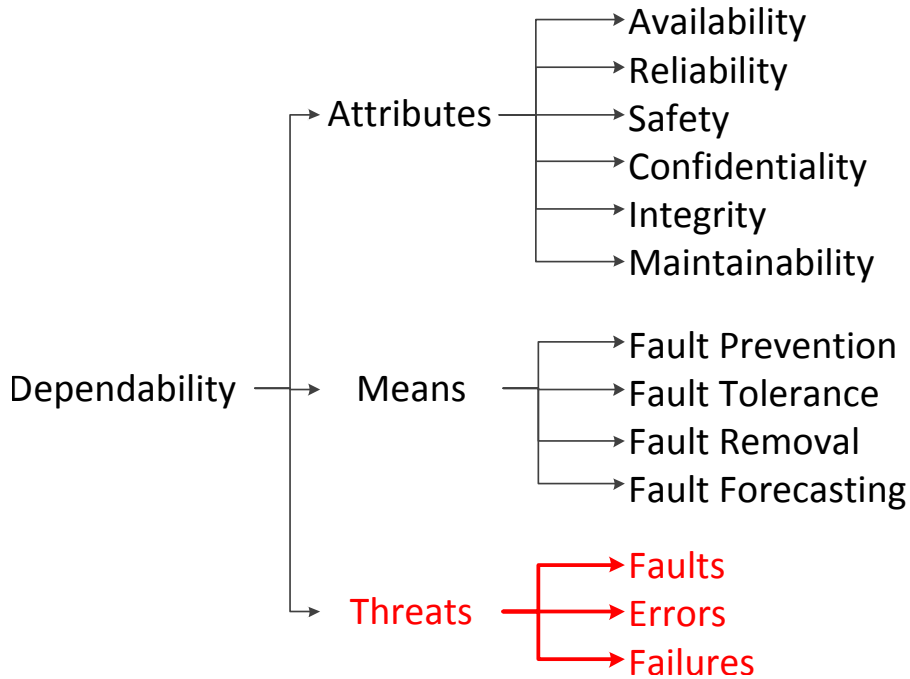 Dependability
Attributes
Availability
Reliability
Safety
Confidentiality
Integrity
Maintainability
Means
Fault Prevention
Fault Tolerance
Fault Removal
Fault Forecasting
Threats
Faults
Errors
Failures